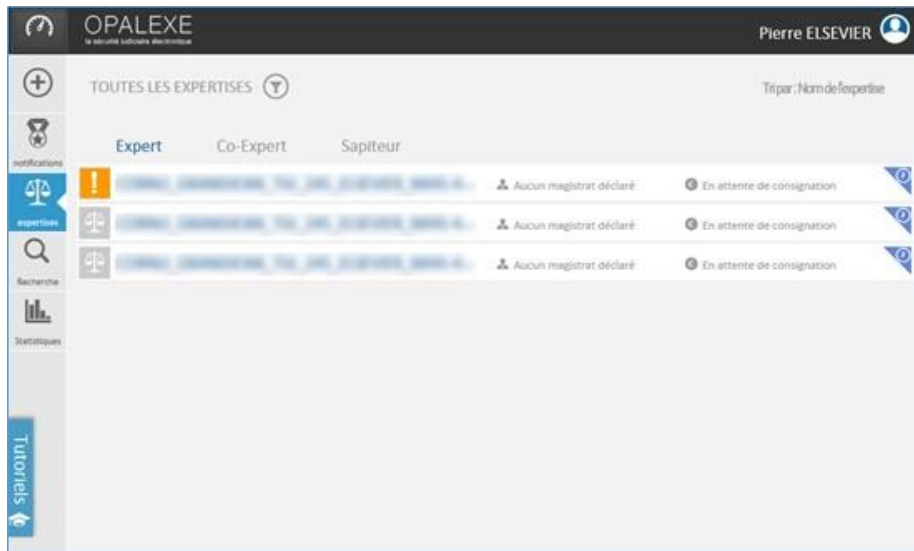 OPALEXE
la sécurité judiciaire électronique
Pierre ELSEVIER
TOUTES LES EXPERTISES
Tri par : Nom de l'expertise
notifications
Expert Co-Expert Sapiteur
Aucun magistrat déclaré En attente de consignation
expertises
Aucun magistrat déclaré En attente de consignation
Recherche
Aucun magistrat déclaré En attente de consignation
Statistiques
Tutoriels